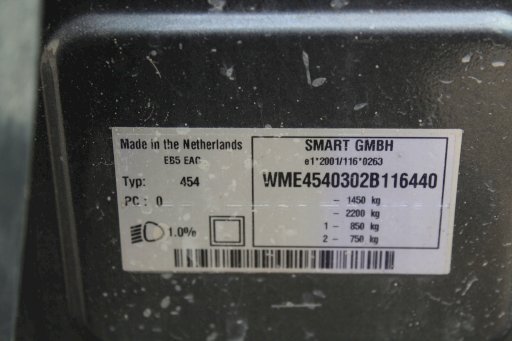 Made in the Netherlands
EB5 EAC
Typ: 454
PC : 0
1.0%
SMART GMBH
e1*2001/116*0263
WME4540302B116440
– 1450 kg
– 2200 kg
1 – 850 kg
2 – 750 kg